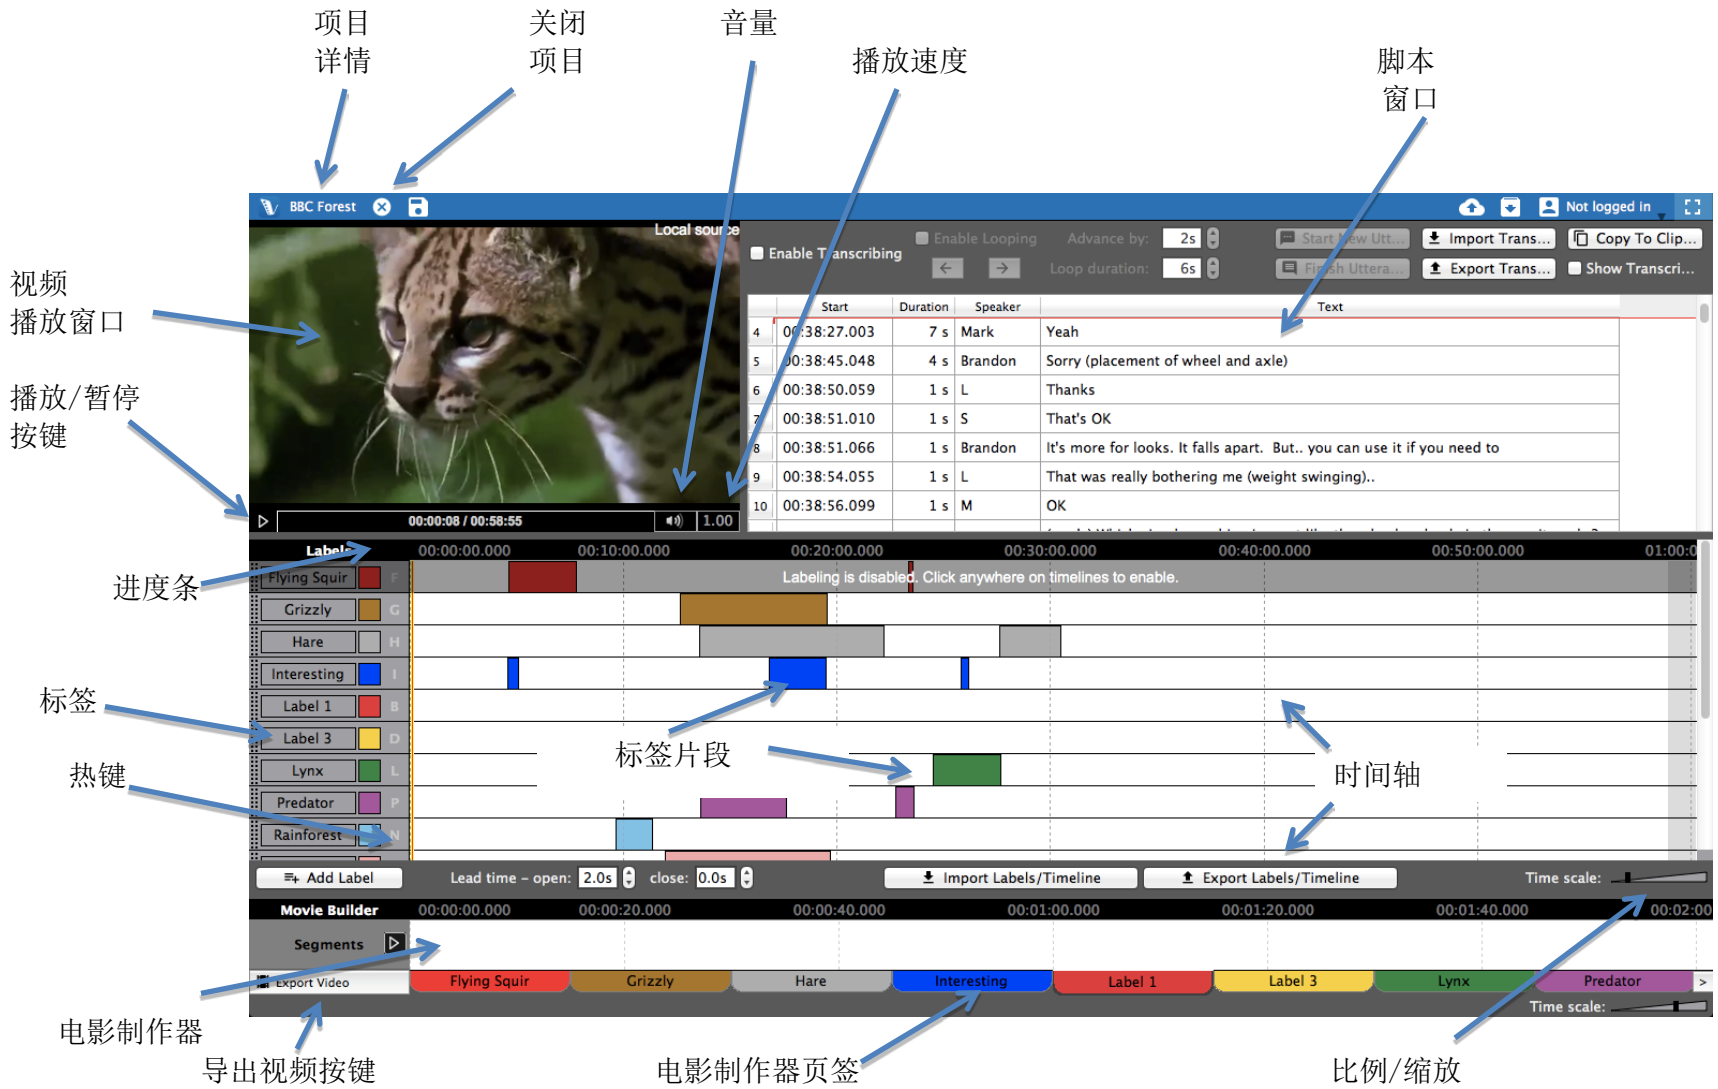 项目
详情
关闭
项目
音量
播放速度
脚本
窗口
视频
播放窗口
播放/暂停
按键
进度条
标签
热键
电影制作器
导出视频按键
电影制作器页签
比例/缩放
标签片段
时间轴
BBC Forest
Not logged in
Local source
00:00:08 / 00:58:55
1.00
Enable Transcribing
Enable Looping
Advance by: 2s
Loop duration: 6s
Start New Utt...
Finish Uttera...
Import Trans...
Export Trans...
Copy To Clip...
Show Transcri...
Start Duration Speaker Text
4 00:38:27.003 7 s Mark Yeah
5 00:38:45.048 4 s Brandon Sorry (placement of wheel and axle)
6 00:38:50.059 1 s L Thanks
7 00:38:51.010 1 s S That's OK
8 00:38:51.066 1 s Brandon It's more for looks. It falls apart. But.. you can use it if you need to
9 00:38:54.055 1 s L That was really bothering me (weight swinging)..
10 00:38:56.099 1 s M OK
Labels 00:00:00.000 00:10:00.000 00:20:00.000 00:30:00.000 00:40:00.000 00:50:00.000 01:00:0
Flying Squir F
Labeling is disabled. Click anywhere on timelines to enable.
Grizzly G
Hare H
Interesting I
Label 1 B
Label 3 D
Lynx L
Predator P
Rainforest N
Add Label
Lead time – open: 2.0s close: 0.0s
Import Labels/Timeline
Export Labels/Timeline
Time scale:
Movie Builder 00:00:00.000 00:00:20.000 00:00:40.000 00:01:00.000 00:01:20.000 00:01:40.000 00:02:00
Segments
Export Video
Flying Squir Grizzly Hare Interesting Label 1 Label 3 Lynx Predator >
Time scale: